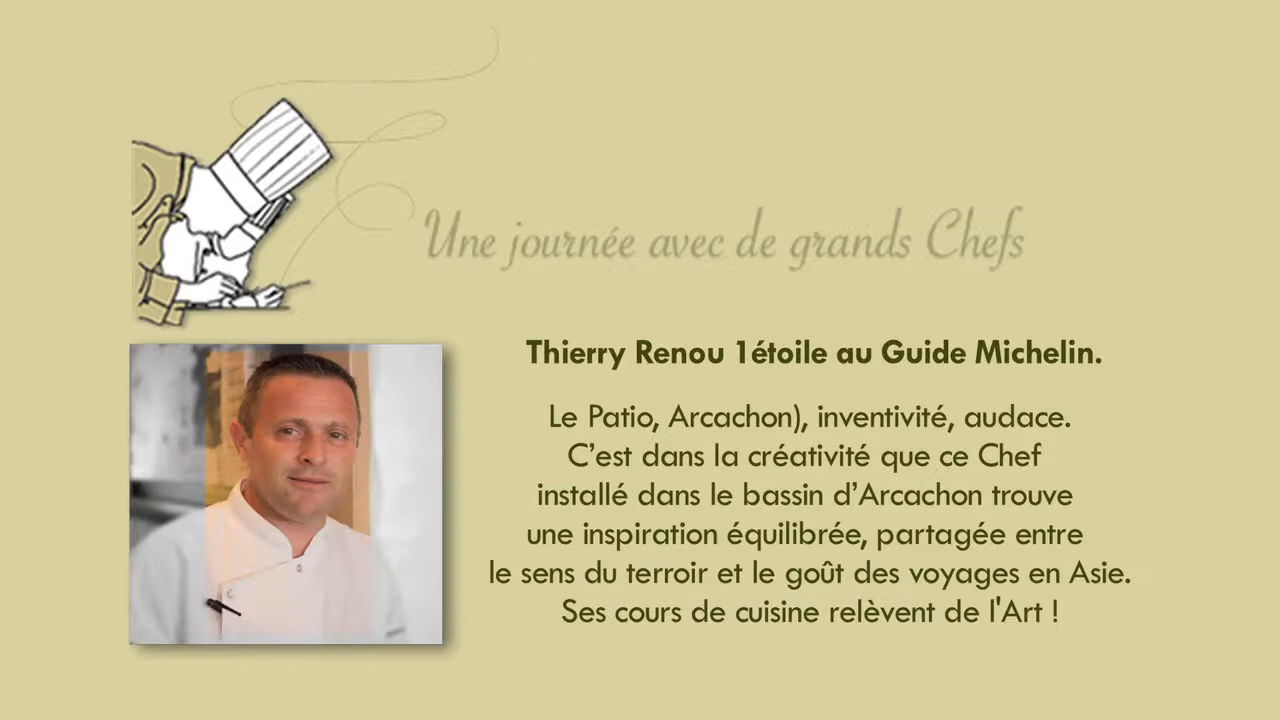 Une journée avec de grands Chefs
Thierry Renou 1étoile au Guide Michelin.
Le Patio, Arcachon), inventivité, audace.
C’est dans la créativité que ce Chef
installé dans le bassin d’Arcachon trouve
une inspiration équilibrée, partagée entre
le sens du terroir et le goût des voyages en Asie.
Ses cours de cuisine relèvent de l'Art !